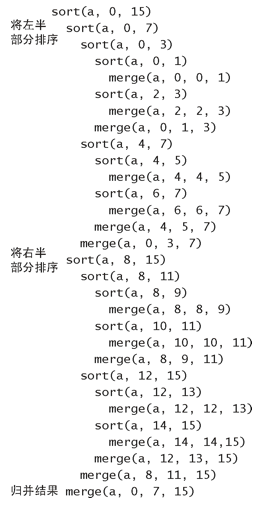 sort(a, 0, 15)
将左半
部分排序
sort(a, 0, 7)
sort(a, 0, 3)
sort(a, 0, 1)
merge(a, 0, 0, 1)
sort(a, 2, 3)
merge(a, 2, 2, 3)
merge(a, 0, 1, 3)
sort(a, 4, 7)
sort(a, 4, 5)
merge(a, 4, 4, 5)
sort(a, 6, 7)
merge(a, 6, 6, 7)
merge(a, 4, 5, 7)
merge(a, 0, 3, 7)
将右半
部分排序
sort(a, 8, 15)
sort(a, 8, 11)
sort(a, 8, 9)
merge(a, 8, 8, 9)
sort(a, 10, 11)
merge(a, 10, 10, 11)
merge(a, 8, 9, 11)
sort(a, 12, 15)
sort(a, 12, 13)
merge(a, 12, 12, 13)
sort(a, 14, 15)
merge(a, 14, 14,15)
merge(a, 12, 13, 15)
merge(a, 8, 11, 15)
归并结果 merge(a, 0, 7, 15)